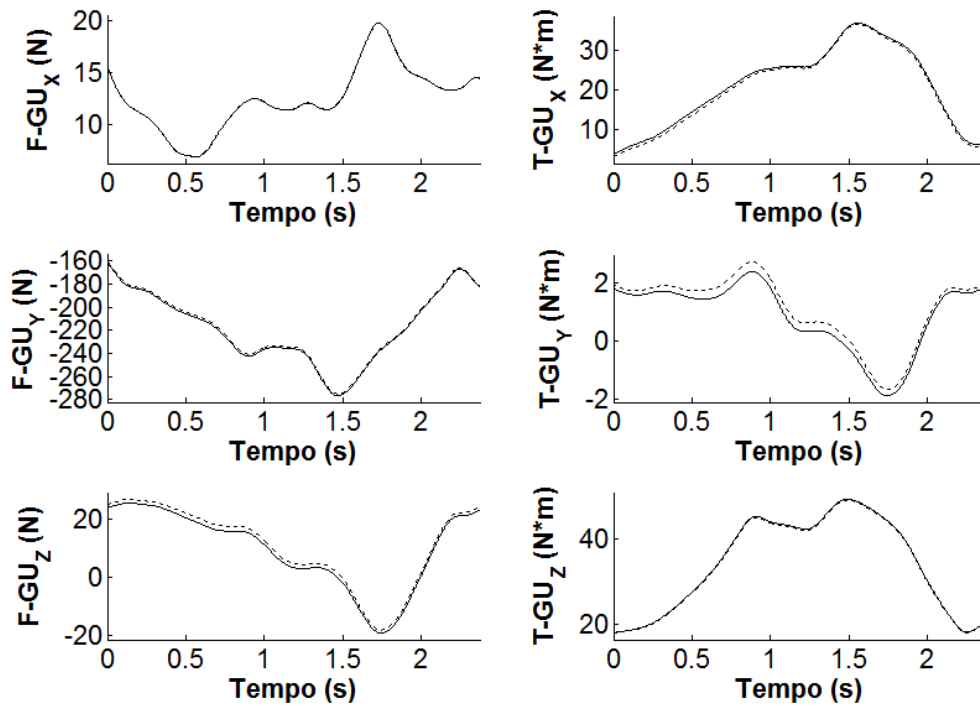 F-GU_X (N)
20
15
10
0 0.5 1 1.5 2
Tempo (s)
T-GU_X (N*m)
30
20
10
0 0.5 1 1.5 2
Tempo (s)
F-GU_Y (N)
-160
-180
-200
-220
-240
-260
-280
0 0.5 1 1.5 2
Tempo (s)
T-GU_Y (N*m)
2
0
-2
0 0.5 1 1.5 2
Tempo (s)
F-GU_Z (N)
20
0
-20
0 0.5 1 1.5 2
Tempo (s)
T-GU_Z (N*m)
40
20
0 0.5 1 1.5 2
Tempo (s)